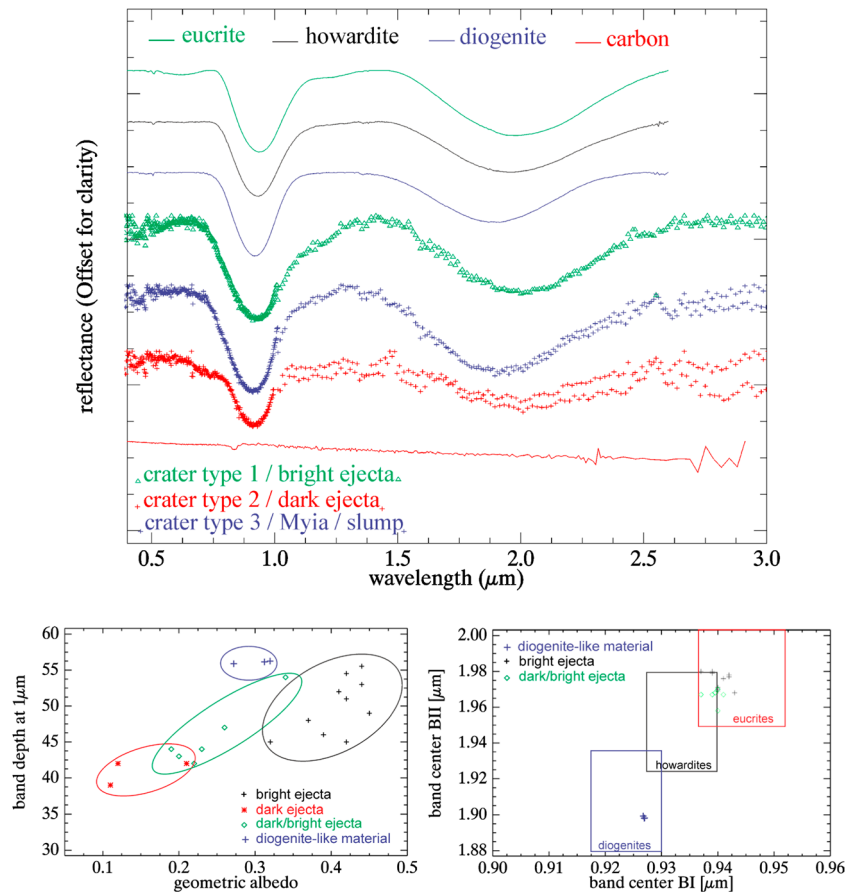 eucrite howardite diogenite carbon
reflectance (Offset for clarity)
crater type 1 / bright ejecta
crater type 2 / dark ejecta
crater type 3 / Myia / slump
0.5 1.0 1.5 2.0 2.5 3.0
wavelength (μm)
band depth at 1μm
60
55
50
45
40
35
30
bright ejecta
dark ejecta
dark/bright ejecta
diogenite-like material
0.1 0.2 0.3 0.4 0.5
geometric albedo
band center BII [μm]
2.00
1.98
1.96
1.94
1.92
1.90
1.88
diogenite-like material
bright ejecta
dark/bright ejecta
eucrites
howardites
diogenites
0.90 0.91 0.92 0.93 0.94 0.95 0.96
band center BI [μm]